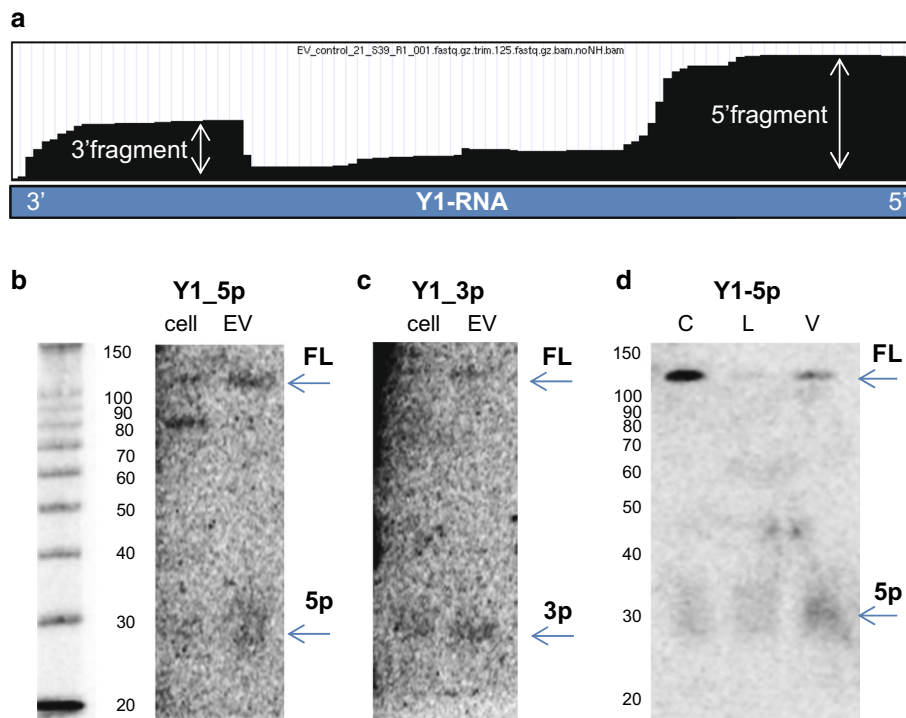 a
EV_control_21_S39_R1_001.fastq.gz.trim.125.fastq.gz.bam.noNH.bam
3'fragment
5'fragment
3'
Y1-RNA
5'
b
Y1_5p
cell EV
150
100
90
80
70
60
50
40
30
20
FL
5p
c
Y1_3p
cell EV
FL
3p
d
Y1-5p
C L V
150
100
90
80
70
60
50
40
30
20
FL
5p